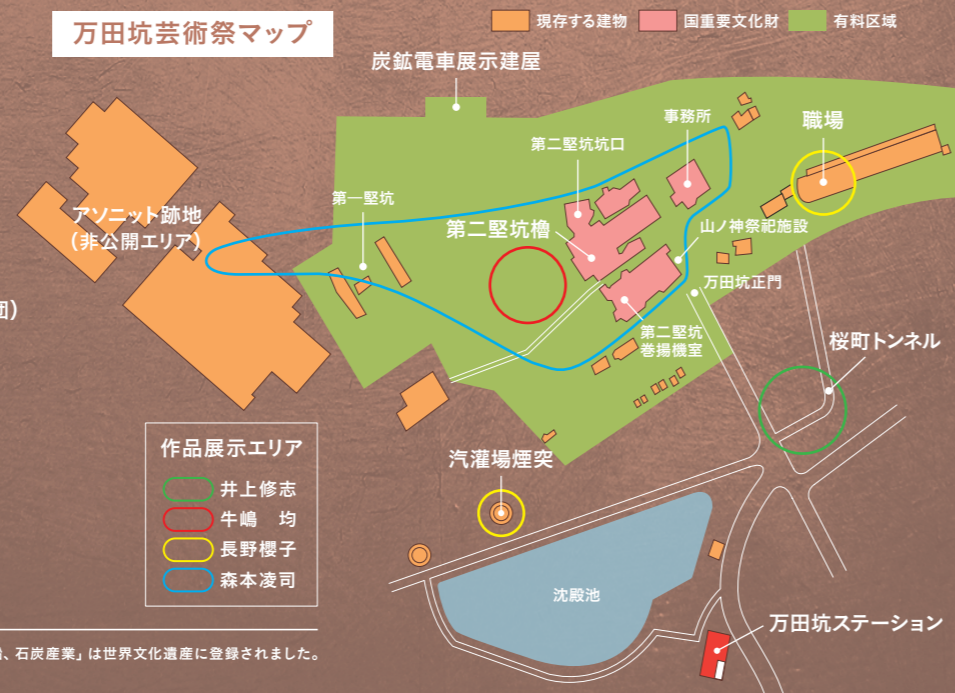 万田坑芸術祭マップ
現存する建物
国重要文化財
有料区域
炭鉱電車展示建屋
事務所
職場
第二竪坑坑口
第一竪坑
アソニット跡地
（非公開エリア）
第二竪坑櫓
山ノ神祭祀施設
万田坑正門
団）
第二竪坑
巻揚機室
桜町トンネル
作品展示エリア
井上修志
牛嶋　均
長野櫻子
森本凌司
汽灌場煙突
沈殿池
万田坑ステーション
、石炭産業」は世界文化遺産に登録されました。